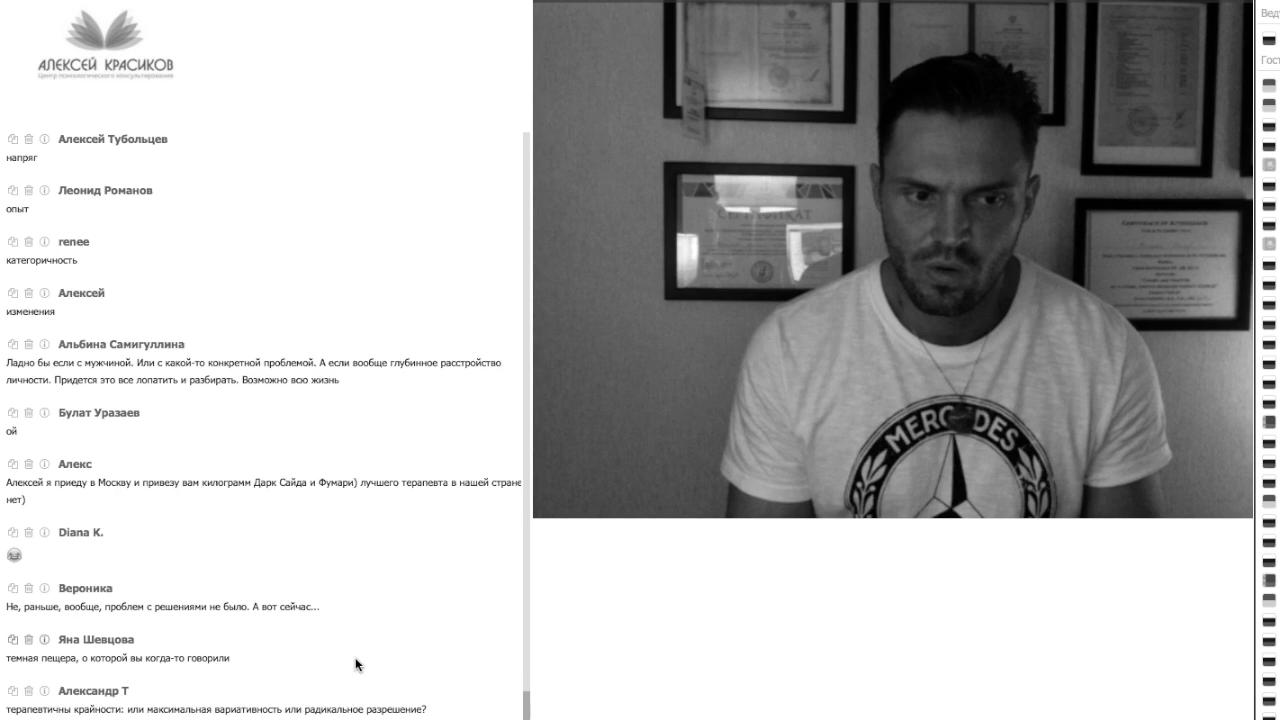 АЛЕКСЕЙ КРАСИКОВ
Центр психологического консультирования
Алексей Тубольцев
напряг
Леонид Романов
опыт
renee
категоричность
Алексей
изменения
Альбина Самигуллина
Ладно бы если с мужчиной. Или с какой-то конкретной проблемой. А если вообще глубинное расстройство
личности. Придется это все лопатить и разбирать. Возможно всю жизнь
Булат Уразаев
ой
Алекс
Алексей я приеду в Москву и привезу вам килограмм Дарк Сайда и Фумари) лучшего терапевта в нашей стране
нет)
Diana K.
Вероника
Не, раньше, вообще, проблем с решениями не было. А вот сейчас...
Яна Шевцова
темная пещера, о которой вы когда-то говорили
Александр Т
терапевтичны крайности: или максимальная вариативность или радикальное разрешение?
СЕРТИФИКАТ
MERCEDES
Вед
Гост